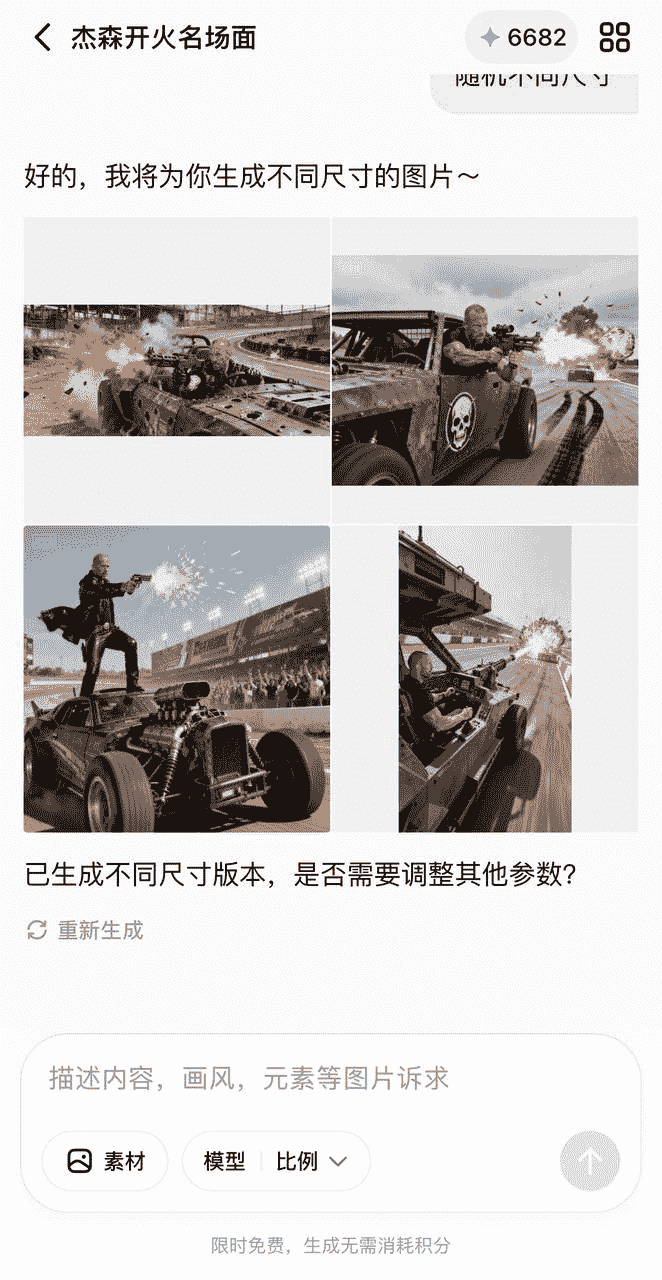 杰森开火名场面
6682
随机不同尺寸
好的，我将为你生成不同尺寸的图片～
已生成不同尺寸版本，是否需要调整其他参数？
重新生成
描述内容，画风，元素等图片诉求
素材
模型
比例
限时免费，生成无需消耗积分